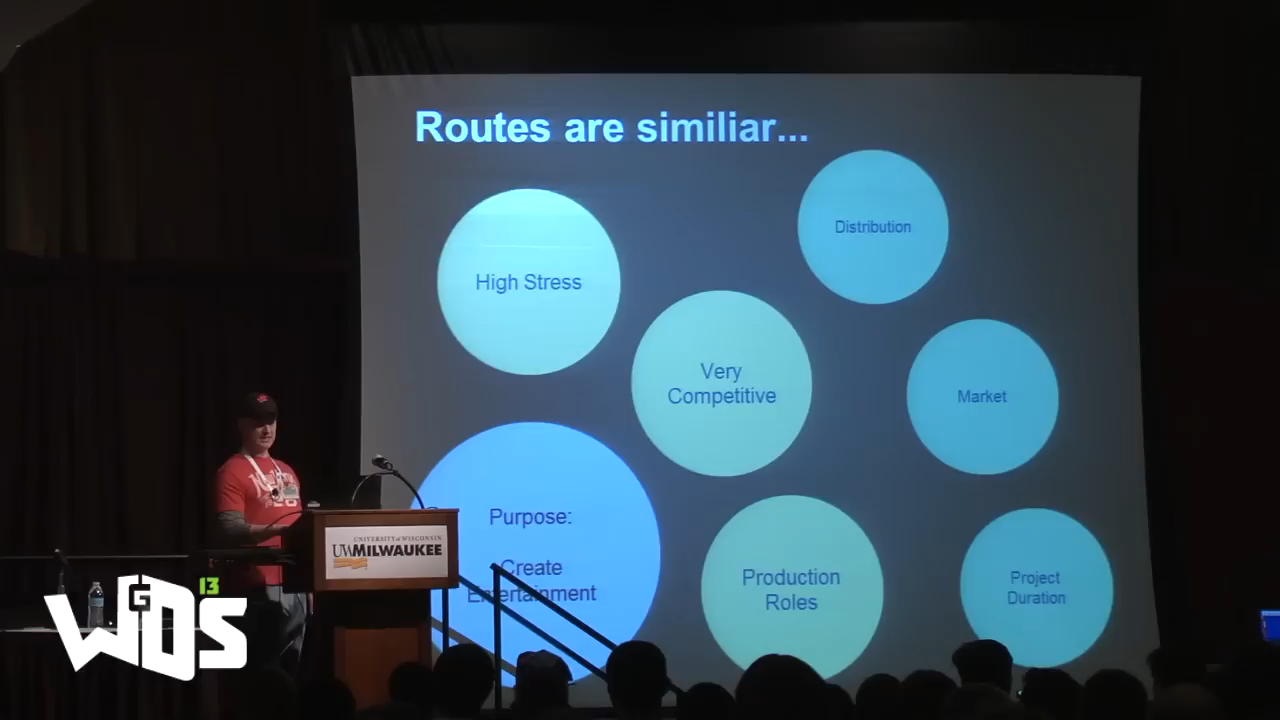 Routes are similiar...
Distribution
High Stress
Very
Competitive
Market
Purpose:
Create
Entertainment
Production
Roles
Project
Duration
UNIVERSITY of WISCONSIN
UWMILWAUKEE
WGDS
13